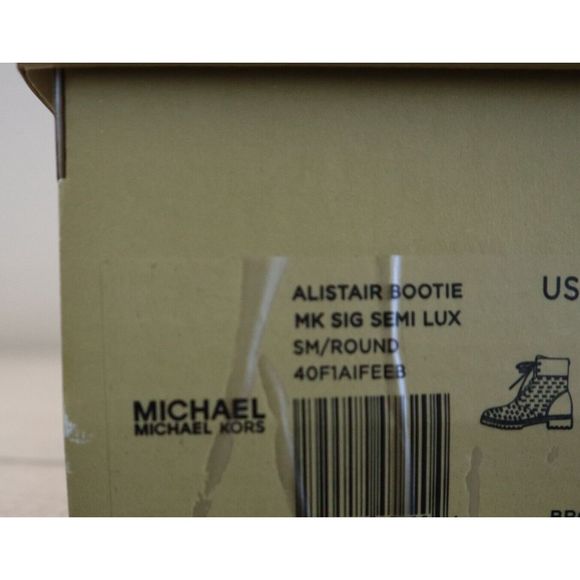 ALISTAIR BOOTIE
MK SIG SEMI LUX
SM/ROUND
40F1AIFEEB
US
MICHAEL
MICHAEL KORS